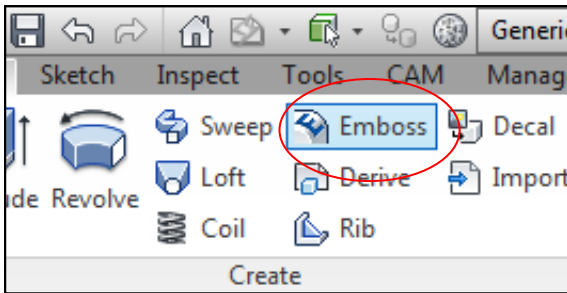 Generi
Sketch Inspect Tools CAM Manag
Sweep Emboss Decal
Loft Derive Import
ude Revolve
Coil Rib
Create